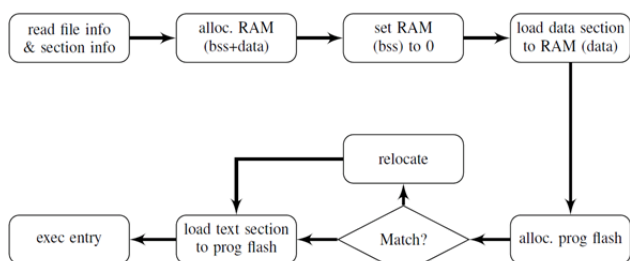 read file info
& section info
alloc. RAM
(bss+data)
set RAM
(bss) to 0
load data section
to RAM (data)
relocate
exec entry
load text section
to prog flash
Match?
alloc. prog flash